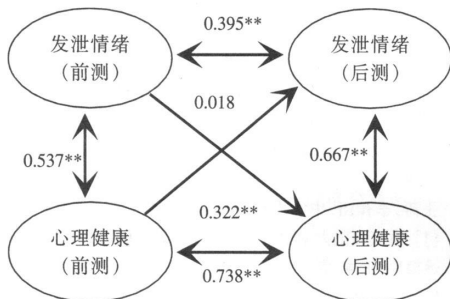 0.395**
发泄情绪
（前测）
发泄情绪
（后测）
0.018
0.537**
0.667**
0.322**
心理健康
（前测）
心理健康
（后测）
0.738**